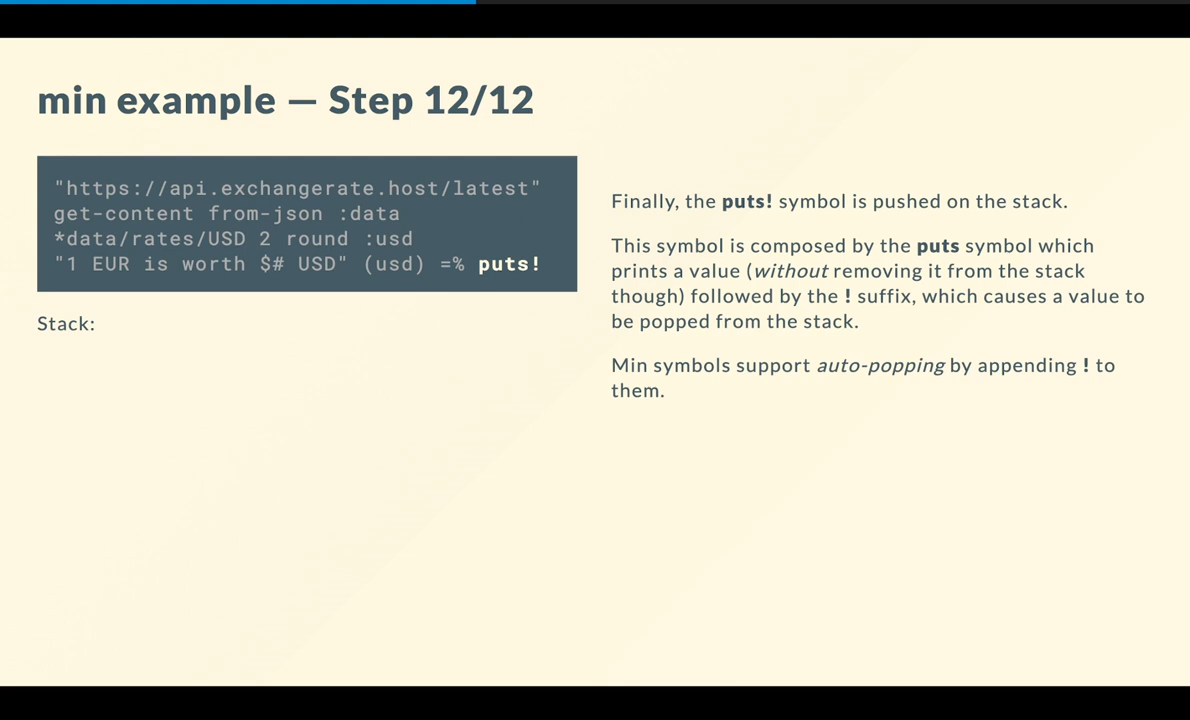 min example — Step 12/12
"https://api.exchangerate.host/latest"
get-content from-json :data
*data/rates/USD 2 round :usd
"1 EUR is worth $# USD" (usd) =% puts!
Stack:
Finally, the puts! symbol is pushed on the stack.
This symbol is composed by the puts symbol which
prints a value (without removing it from the stack
though) followed by the ! suffix, which causes a value to
be popped from the stack.
Min symbols support auto-popping by appending ! to
them.